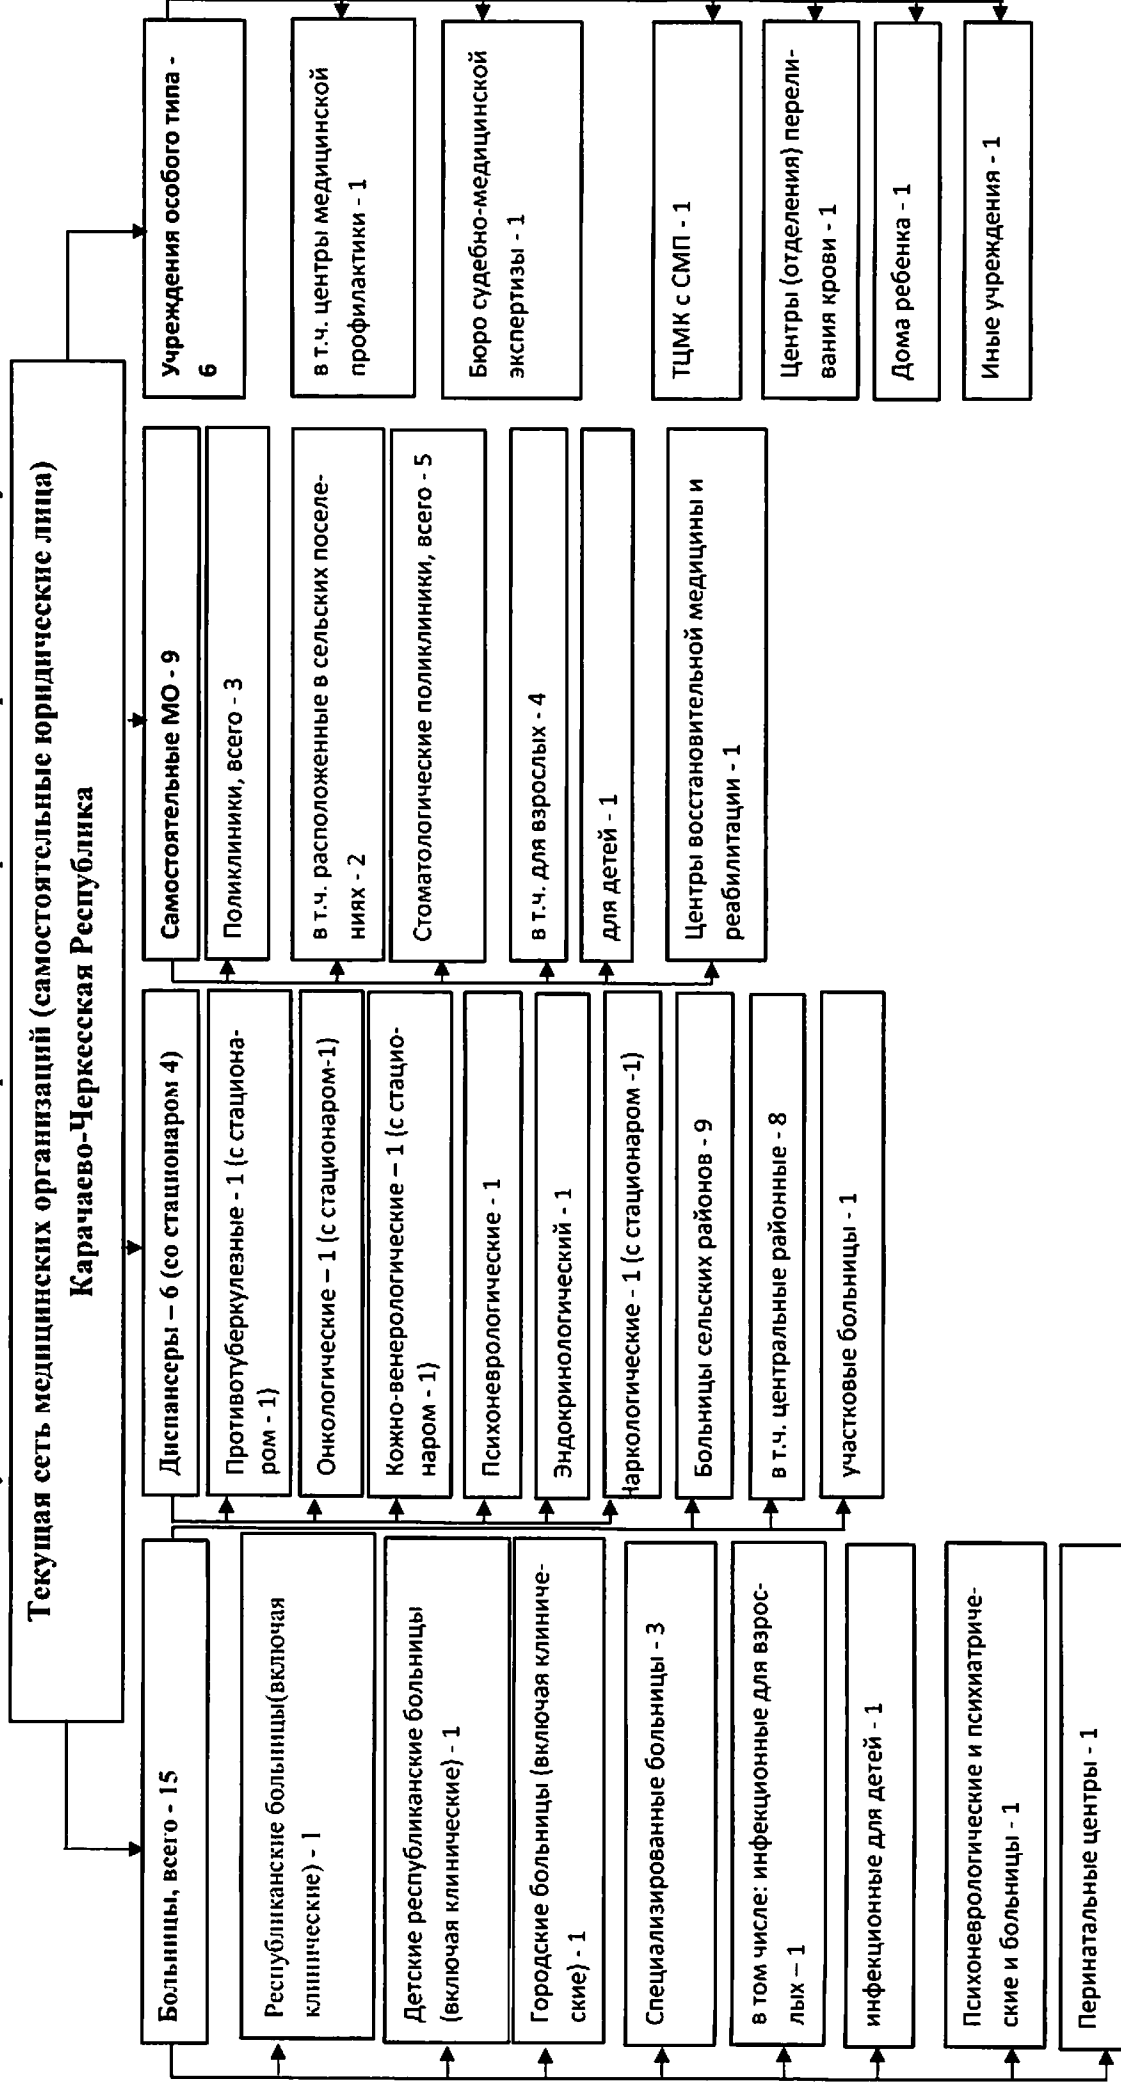 Текущая сеть медицинских организаций (самостоятельные юридические лица)
Карачаево-Черкесская Республика
Больницы, всего - 15
Республиканские больницы(включая
клинические) - 1
Детские республиканские больницы
(включая клинические) - 1
Городские больницы (включая клиниче-
ские) - 1
Специализированные больницы - 3
в том числе: инфекционные для взрос-
лых – 1
инфекционные для детей - 1
Психоневрологические и психиатриче-
ские и больницы - 1
Перинатальные центры - 1
Диспансеры – 6 (со стационаром 4)
Противотуберкулезные - 1 (с стациона-
ром - 1)
Онкологические – 1 (с стационаром-1)
Кожно-венерологические – 1 (с стацио-
наром - 1)
Психоневрологические - 1
Эндокринологический - 1
Наркологические - 1 (с стационаром -1)
Больницы сельских районов - 9
в т.ч. центральные районные - 8
участковые больницы - 1
Самостоятельные МО - 9
Поликлиники, всего - 3
в т.ч. расположенные в сельских поселе-
ниях - 2
Стоматологические поликлиники, всего - 5
в т.ч. для взрослых - 4
для детей - 1
Центры восстановительной медицины и
реабилитации - 1
Учреждения особого типа -
6
в т.ч. центры медицинской
профилактики - 1
Бюро судебно-медицинской
экспертизы - 1
ТЦМК с СМП - 1
Центры (отделения) перели-
вания крови - 1
Дома ребенка - 1
Иные учреждения - 1